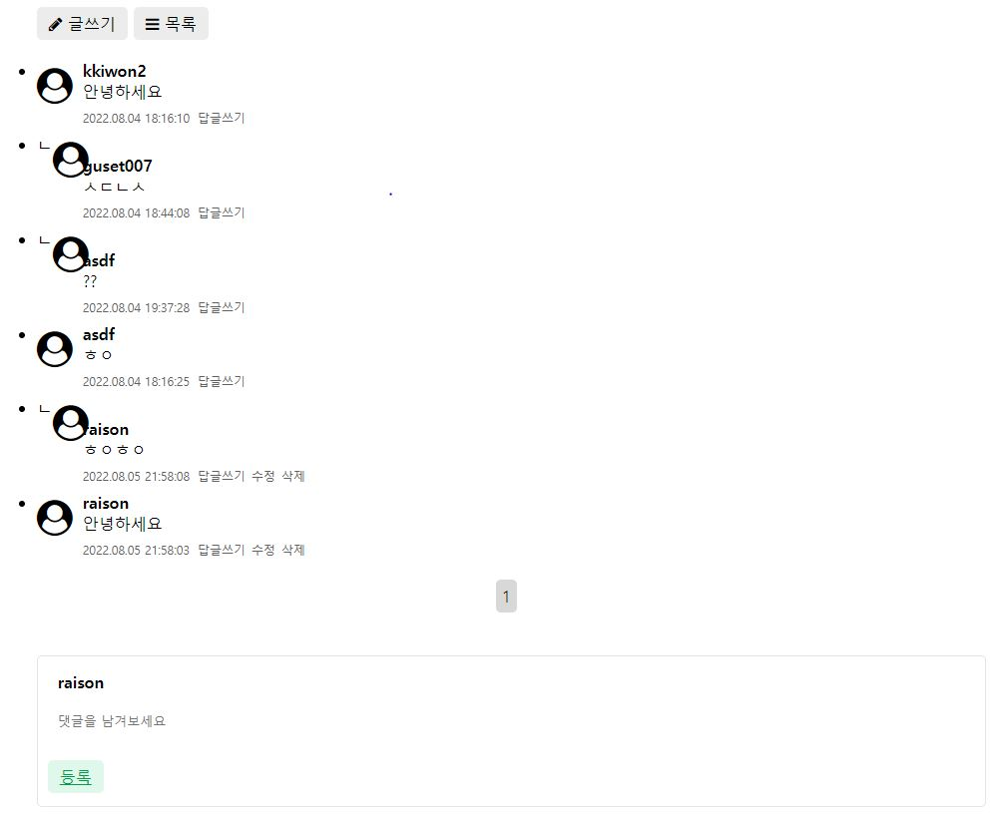 글쓰기 목록
kkiwon2
안녕하세요
2022.08.04 18:16:10 답글쓰기
ㄴ
guset007
ㅅㄷㄴㅅ
2022.08.04 18:44:08 답글쓰기
ㄴ
asdf
??
2022.08.04 19:37:28 답글쓰기
asdf
ㅎㅇ
2022.08.04 18:16:25 답글쓰기
ㄴ
raison
ㅎㅇㅎㅇ
2022.08.05 21:58:08 답글쓰기 수정 삭제
raison
안녕하세요
2022.08.05 21:58:03 답글쓰기 수정 삭제
1
raison
댓글을 남겨보세요
등록